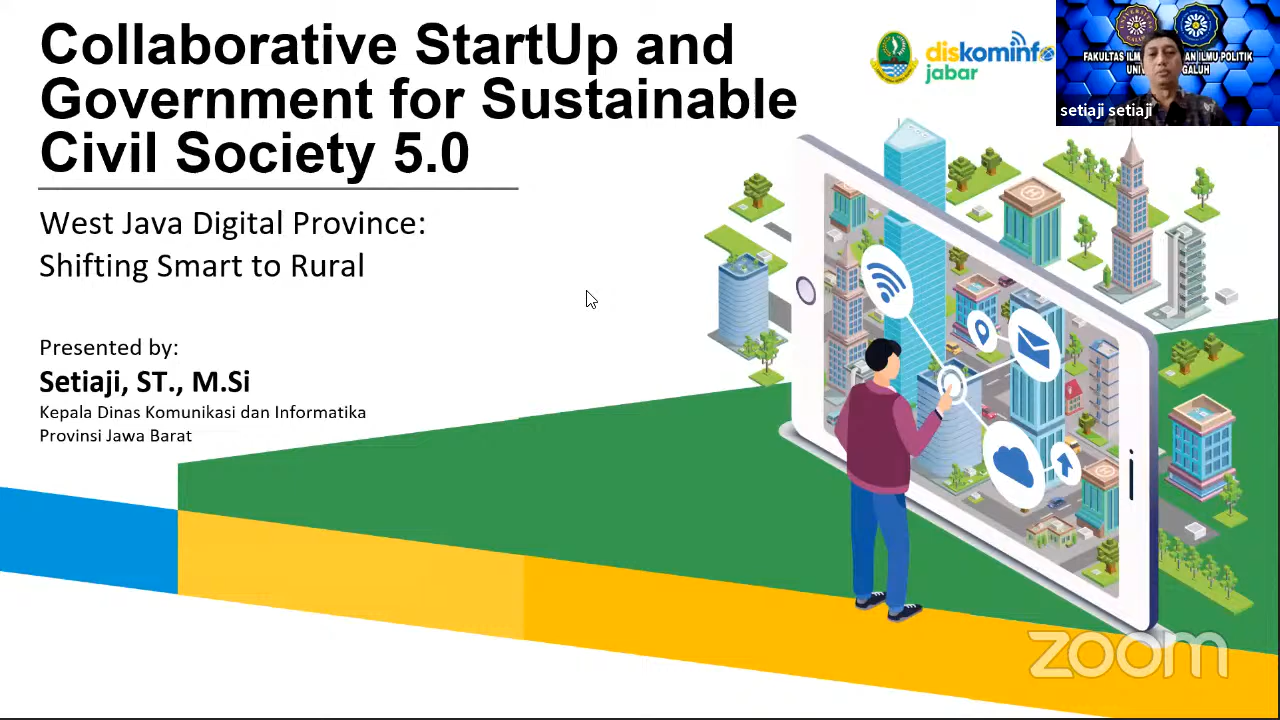 Collaborative StartUp and
Government for Sustainable
Civil Society 5.0
West Java Digital Province:
Shifting Smart to Rural
Presented by:
Setiaji, ST., M.Si
Kepala Dinas Komunikasi dan Informatika
Provinsi Jawa Barat
diskominfo
jabar
setiaji setiaji
zoom